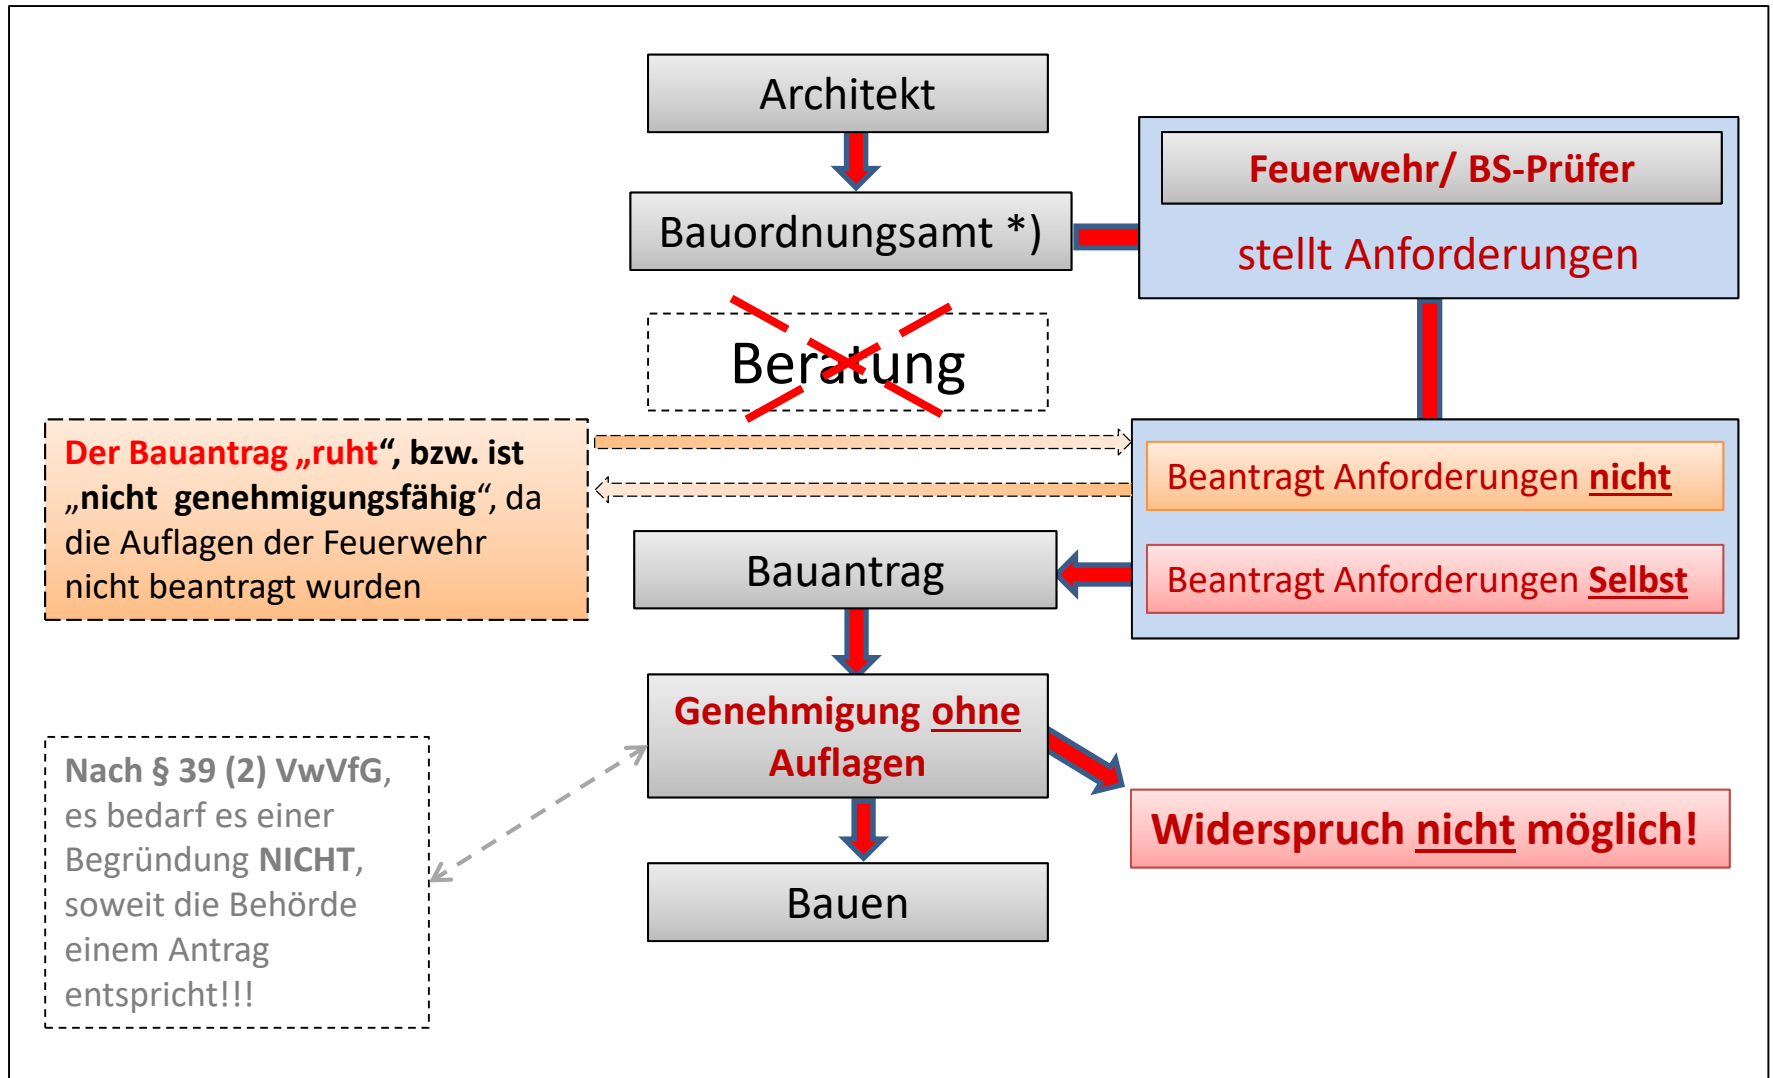 Architekt
Bauordnungsamt *)
Feuerwehr/ BS-Prüfer
stellt Anforderungen
Beratung
Der Bauantrag „ruht“, bzw. ist
„nicht genehmigungsfähig“, da
die Auflagen der Feuerwehr
nicht beantragt wurden
Beantragt Anforderungen nicht
Beantragt Anforderungen Selbst
Bauantrag
Genehmigung ohne
Auflagen
Widerspruch nicht möglich!
Nach § 39 (2) VwVfG,
es bedarf es einer
Begründung NICHT,
soweit die Behörde
einem Antrag
entspricht!!!
Bauen